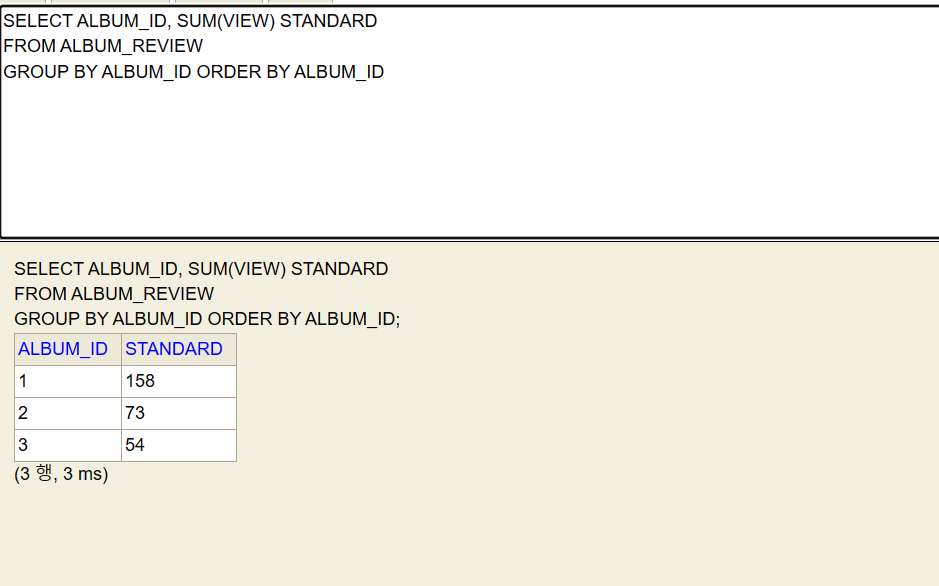 SELECT ALBUM_ID, SUM(VIEW) STANDARD
FROM ALBUM_REVIEW
GROUP BY ALBUM_ID ORDER BY ALBUM_ID
SELECT ALBUM_ID, SUM(VIEW) STANDARD
FROM ALBUM_REVIEW
GROUP BY ALBUM_ID ORDER BY ALBUM_ID;
ALBUM_ID STANDARD
1 158
2 73
3 54
(3 행, 3 ms)